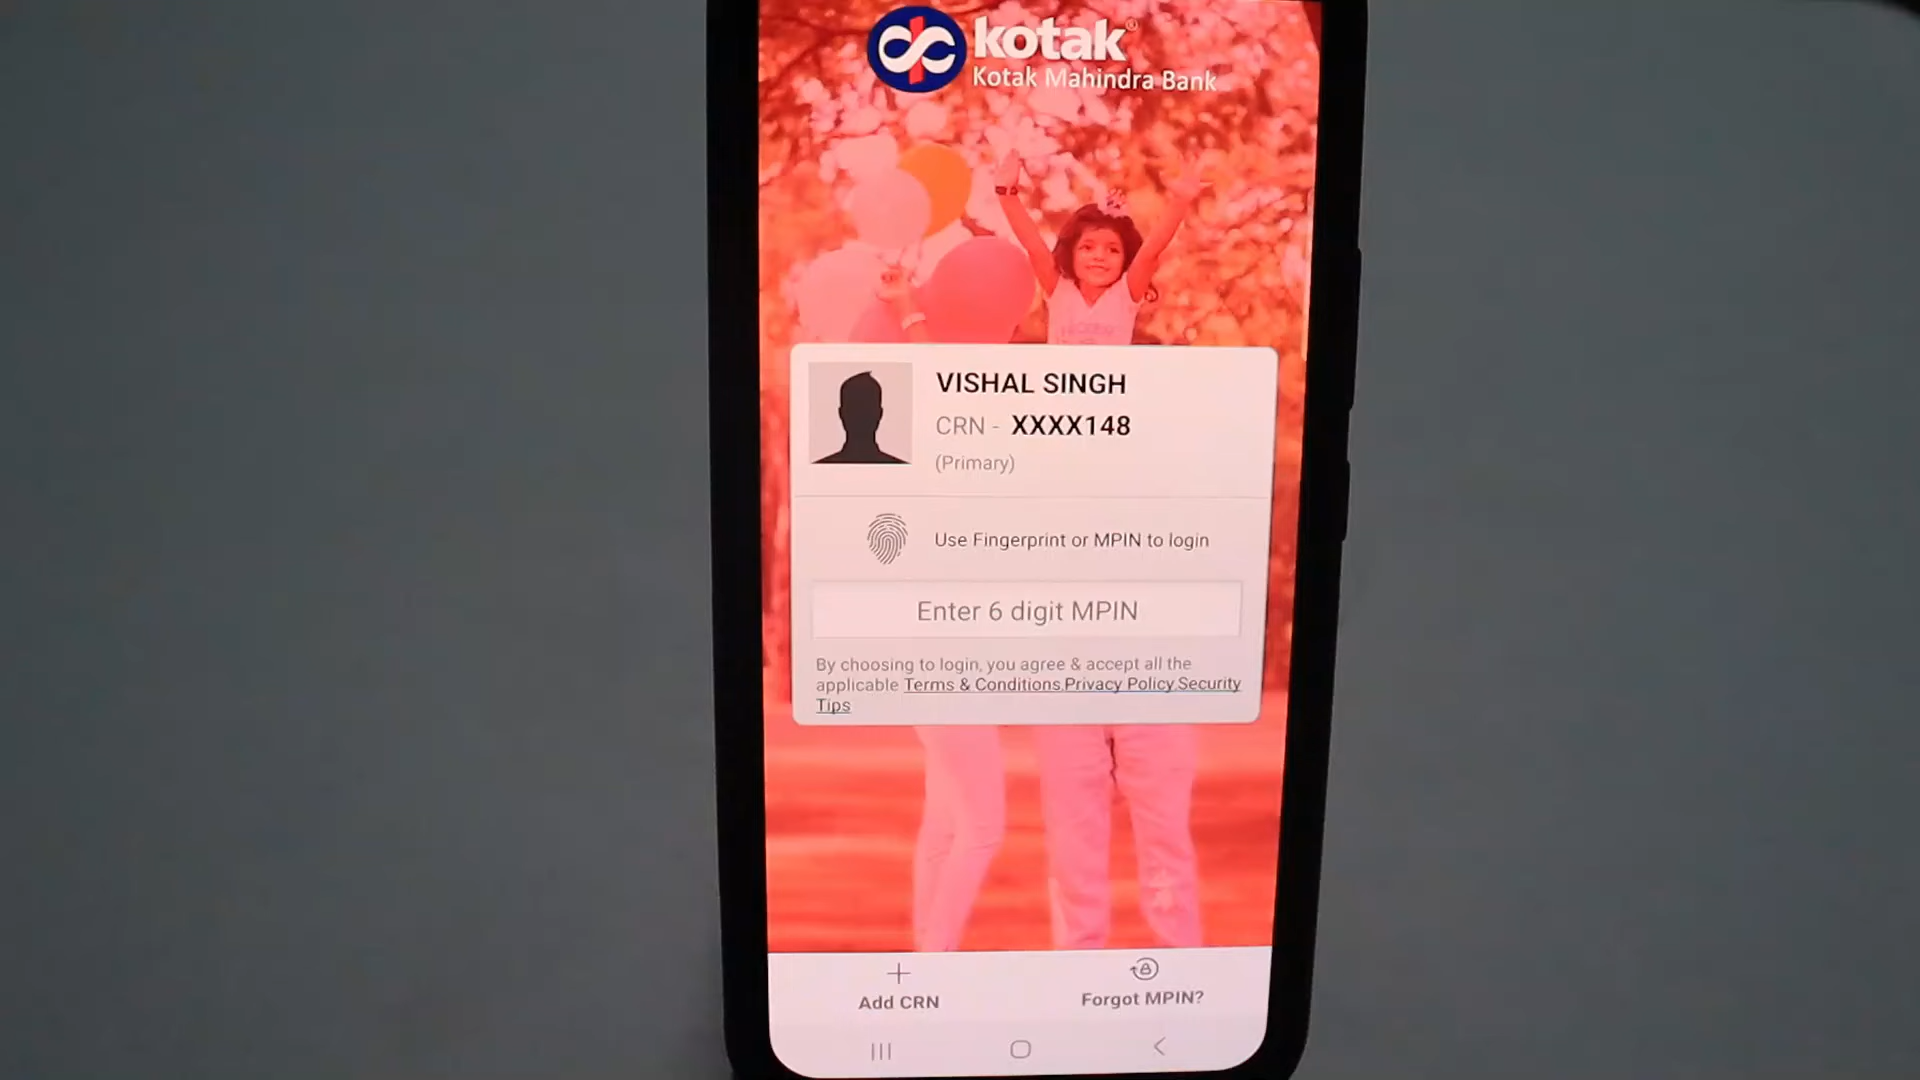 kotak®
Kotak Mahindra Bank
VISHAL SINGH
CRN - XXXX148
(Primary)
Use Fingerprint or MPIN to login
Enter 6 digit MPIN
By choosing to login, you agree & accept all the
applicable Terms & Conditions,Privacy Policy,Security
Tips
Add CRN
Forgot MPIN?